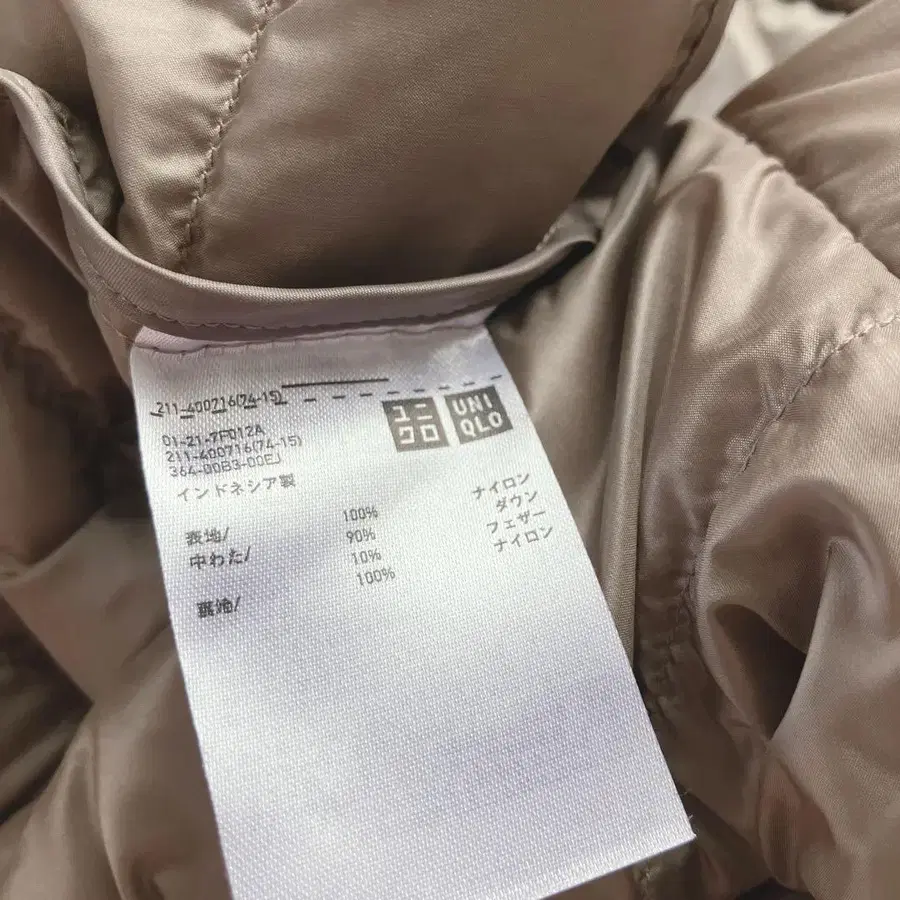 211-400716(74-15)
ユニクロ
UNIQLO
01-21-7F012A
211-400716(74-15)
364-00B3-00EJ
インドネシア製
表地/ 100% ナイロン
中わた/ 90% ダウン
10% フェザー
裏地/ 100% ナイロン